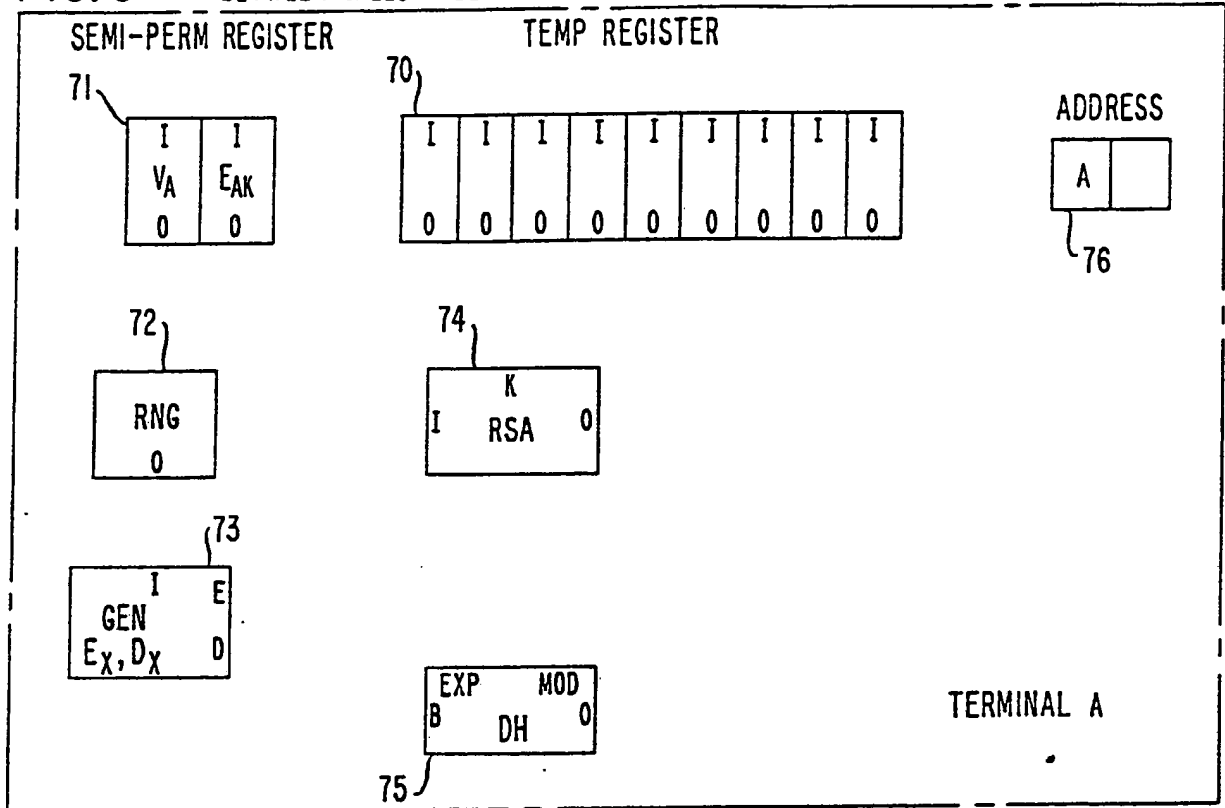 SEMI-PERM REGISTER TEMP REGISTER
71 70 ADDRESS
I I I I I I I I I I I
VA EAK A
0 0 0 0 0 0 0 0 0 0 0
76
72 74
RNG
0
K
I RSA 0
73
I E
GEN
EX, DX D
EXP MOD
B DH 0
TERMINAL A
75